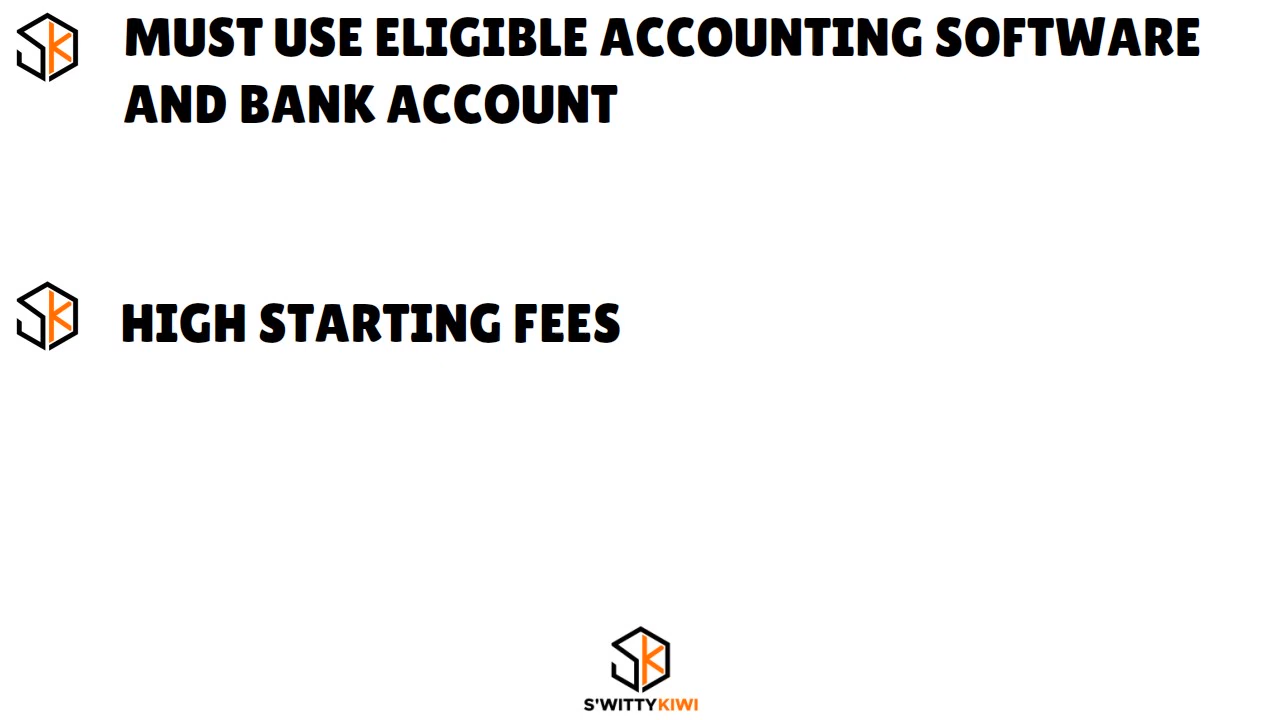 MUST USE ELIGIBLE ACCOUNTING SOFTWARE
AND BANK ACCOUNT
HIGH STARTING FEES
S'WITTYKIWI